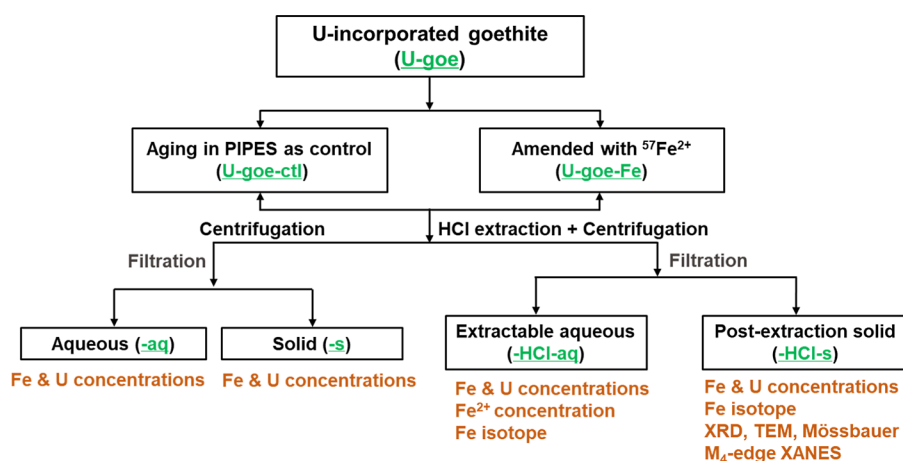 U-incorporated goethite
(U-goe)
Aging in PIPES as control
(U-goe-ctl)
Amended with ⁵⁷Fe²⁺
(U-goe-Fe)
Centrifugation
HCl extraction + Centrifugation
Filtration
Filtration
Aqueous (-aq)
Solid (-s)
Extractable aqueous
(-HCl-aq)
Post-extraction solid
(-HCl-s)
Fe & U concentrations
Fe & U concentrations
Fe & U concentrations
Fe²⁺ concentration
Fe isotope
Fe & U concentrations
Fe isotope
XRD, TEM, Mössbauer
M₄-edge XANES